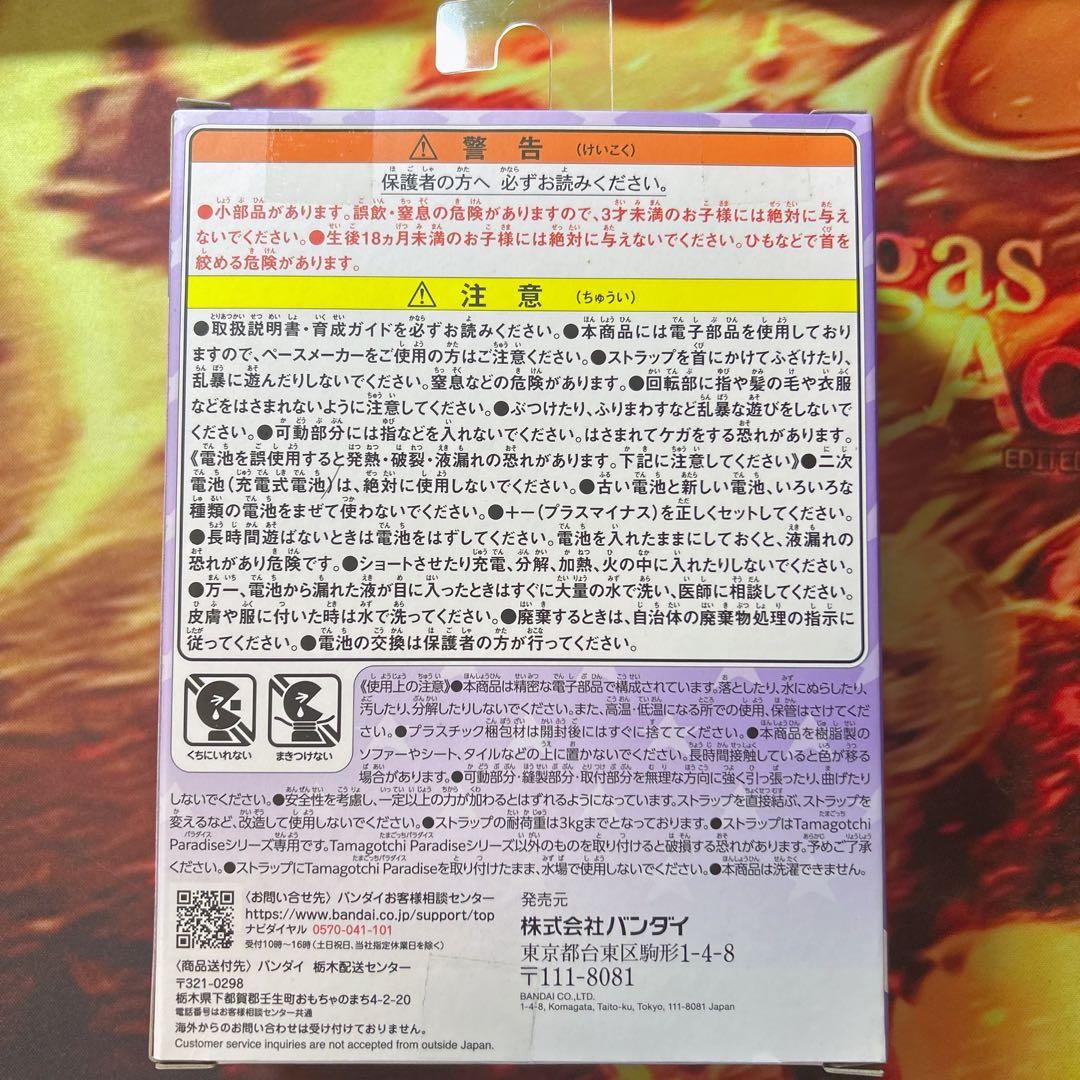 警告 (けいこく)
保護者の方へ 必ずお読みください。
●小部品があります。誤飲・窒息の危険がありますので、3才未満のお子様には絶対に与え
ないでください。●生後18ヵ月未満のお子様には絶対に与えないでください。ひもなどで首を
絞める危険があります。
注意 (ちゅうい)
●取扱説明書・育成ガイドを必ずお読みください。●本商品には電子部品を使用しており
ますので、ペースメーカーをご使用の方はご注意ください。●ストラップを首にかけてふざけたり、
乱暴に遊んだりしないでください。窒息などの危険があります。●回転部に指や髪の毛や衣服
などをはさまれないように注意してください。●ぶつけたり、ふりまわすなど乱暴な遊びをしないで
ください。●可動部分には指などを入れないでください。はさまれてケガをする恐れがあります。
《電池を誤使用すると発熱・破裂・液漏れの恐れがあります。下記に注意してください》●二次
電池(充電式電池)は、絶対に使用しないでください。●古い電池と新しい電池、いろいろな
種類の電池をまぜて使わないでください。●+-(プラスマイナス)を正しくセットしてください。
●長時間遊ばないときは電池をはずしてください。電池を入れたままにしておくと、液漏れの
恐れがあり危険です。●ショートさせたり充電、分解、加熱、火の中に入れたりしないでください。
●万一、電池から漏れた液が目に入ったときはすぐに大量の水で洗い、医師に相談してください。
皮膚や服に付いた時は水で洗ってください。●廃棄するときは、自治体の廃棄物処理の指示に
従ってください。●電池の交換は保護者の方が行ってください。
くちにいれない
まきつけない
《使用上の注意》●本商品は精密な電子部品で構成されています。落としたり、水にぬらしたり、
汚したり、分解したりしないでください。また、高温・低温になる所での使用、保管はさけてくださ
い。●プラスチック梱包材は開封後にはすぐに捨ててください。●本商品を樹脂製の
ソファーやシート、タイルなどの上に置かないでください。長時間接触していると色が移る
場合があります。●可動部分・縫製部分・取付部分を無理な方向に強く引っ張ったり、曲げたり
しないでください。●安全性を考慮し、一定以上の力が加わるとはずれるようになっています。ストラップを直接結ぶ、ストラップを
変えるなど、改造して使用しないでください。●ストラップの耐荷重は3kgまでとなっております。●ストラップはTamagotchi
Paradiseシリーズ専用です。Tamagotchi Paradiseシリーズ以外のものを取り付けると破損する恐れがあります。予めご了承
ください。●ストラップにTamagotchi Paradiseを取り付けたまま、水場で使用しないでください。●本商品は洗濯できません。
〈お問い合せ先〉バンダイお客様相談センター
https://www.bandai.co.jp/support/top
ナビダイヤル 0570-041-101
受付10時〜16時(土日祝日、当社指定休業日を除く)
〈商品送付先〉バンダイ 栃木配送センター
〒321-0298
栃木県下都賀郡壬生町おもちゃのまち4-2-20
電話番号はお客様相談センター共通
海外からのお問い合わせは受け付けておりません。
Customer service inquiries are not accepted from outside Japan.
発売元
株式会社バンダイ
東京都台東区駒形1-4-8
〒111-8081
BANDAI CO.,LTD.
1-4-8, Komagata, Taito-ku, Tokyo, 111-8081 Japan
gas
EDITED